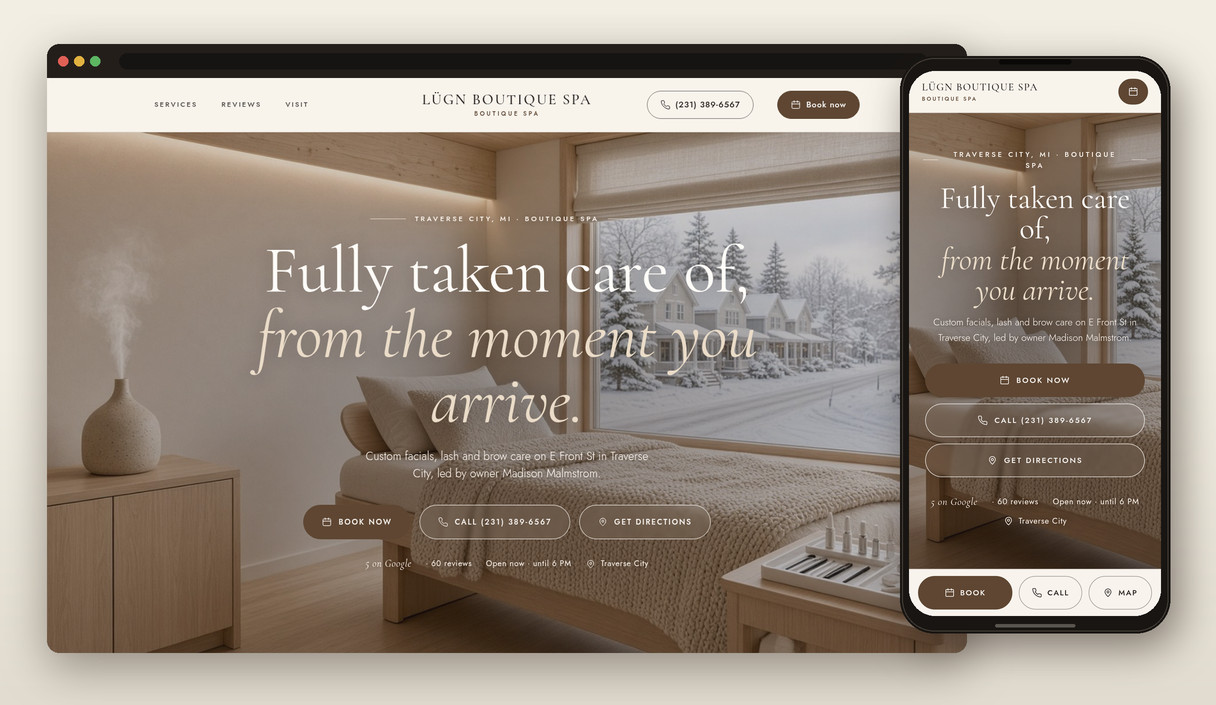 SERVICES REVIEWS VISIT
LÜGN BOUTIQUE SPA
BOUTIQUE SPA
(231) 389-6567
Book now
TRAVERSE CITY, MI · BOUTIQUE SPA
Fully taken care of,
from the moment you
arrive.
Custom facials, lash and brow care on E Front St in Traverse
City, led by owner Madison Malmstrom.
BOOK NOW
CALL (231) 389-6567
GET DIRECTIONS
5 on Google · 60 reviews Open now · until 6 PM Traverse City
LÜGN BOUTIQUE SPA
BOUTIQUE SPA
TRAVERSE CITY, MI · BOUTIQUE
SPA
Fully taken care
of,
from the moment
you arrive.
Custom facials, lash and brow care on E Front St in
Traverse City, led by owner Madison Malmstrom.
BOOK NOW
CALL (231) 389-6567
GET DIRECTIONS
5 on Google · 60 reviews Open now · until 6 PM
Traverse City
BOOK
CALL
MAP